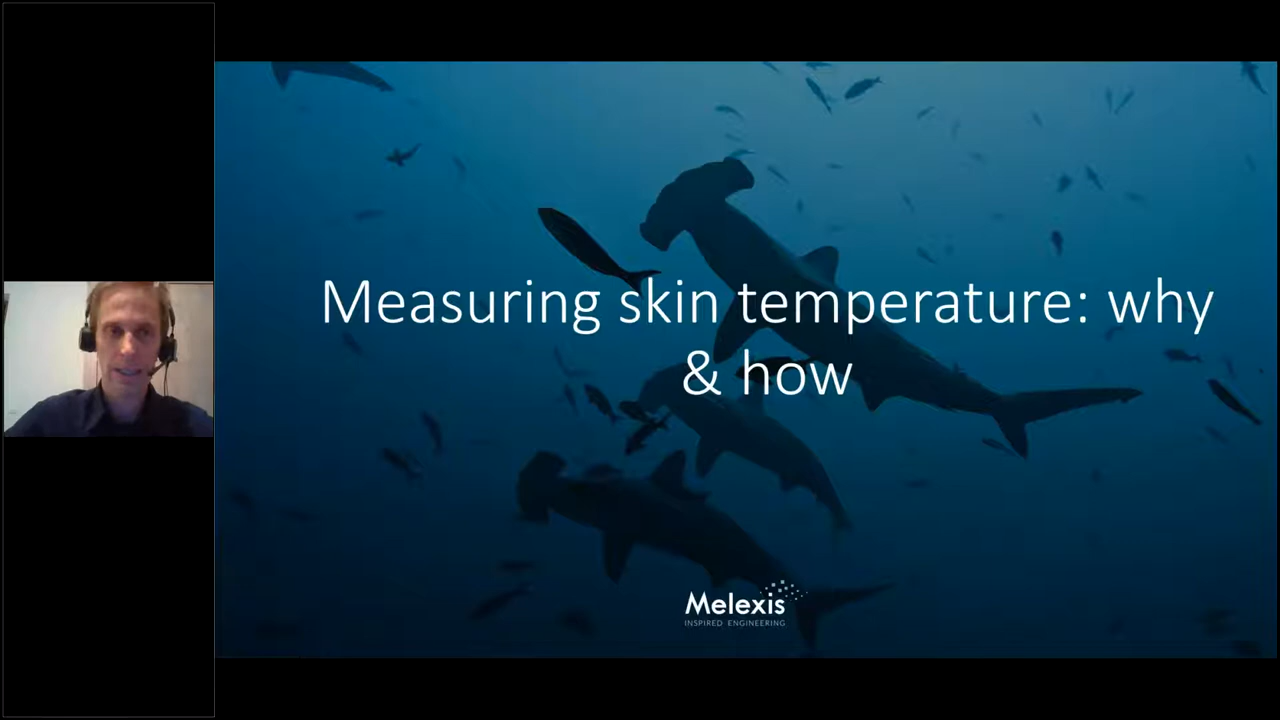 Measuring skin temperature: why
& how
Melexis
INSPIRED ENGINEERING